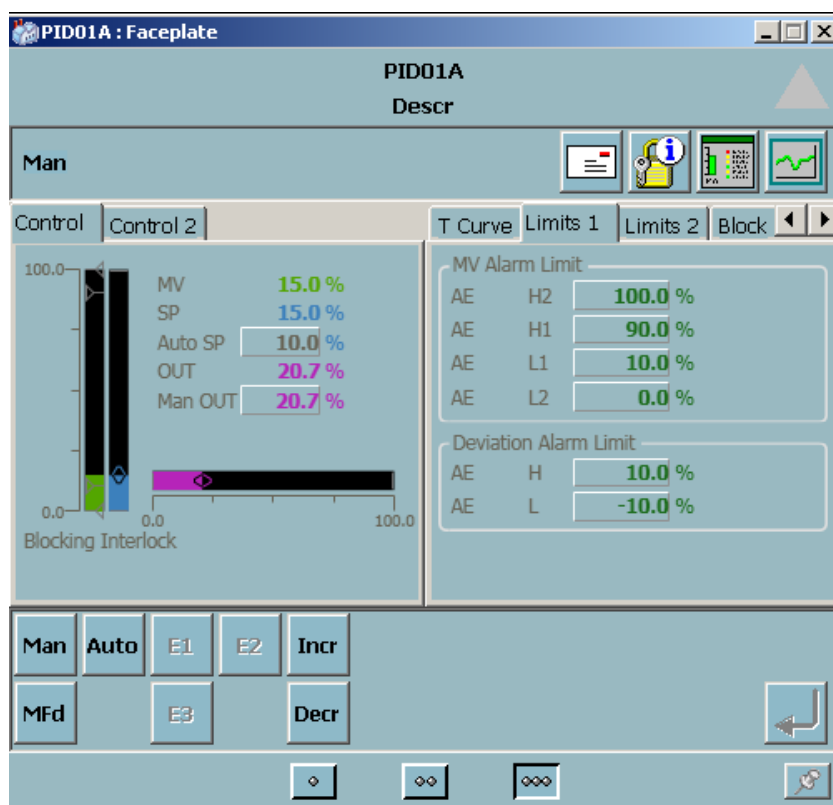 PID01A : Faceplate
PID01A
Descr
Man
Control
Control 2
T Curve
Limits 1
Limits 2
Block
100.0
MV 15.0 %
SP 15.0 %
Auto SP 10.0 %
OUT 20.7 %
Man OUT 20.7 %
0.0
0.0
100.0
Blocking Interlock
MV Alarm Limit
AE H2 100.0 %
AE H1 90.0 %
AE L1 10.0 %
AE L2 0.0 %
Deviation Alarm Limit
AE H 10.0 %
AE L -10.0 %
Man Auto E1 E2 Incr
MFd E3 Decr